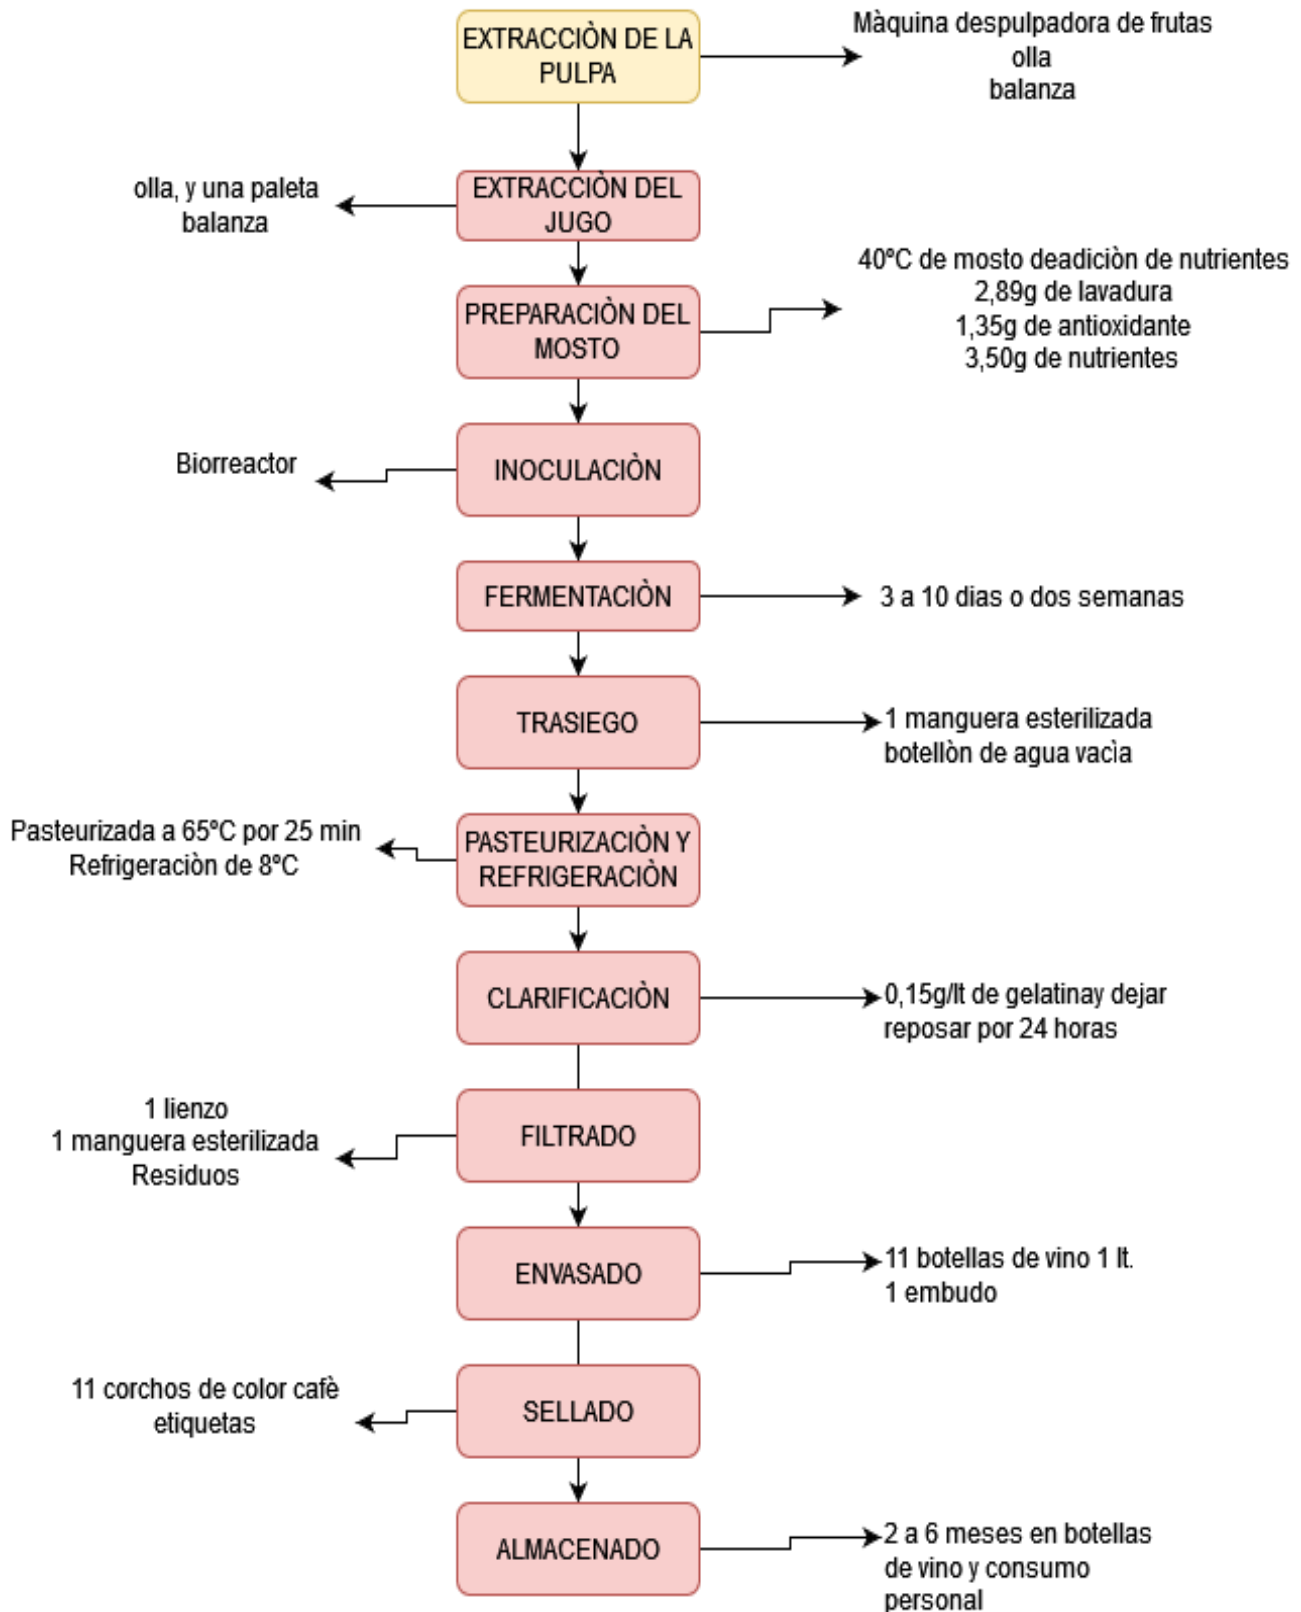 EXTRACCIÒN DE LA
PULPA
Màquina despulpadora de frutas
olla
balanza
EXTRACCIÒN DEL
JUGO
olla, y una paleta
balanza
PREPARACIÒN DEL
MOSTO
40ºC de mosto deadiciòn de nutrientes
2,89g de lavadura
1,35g de antioxidante
3,50g de nutrientes
INOCULACIÒN
Biorreactor
FERMENTACIÒN
3 a 10 dias o dos semanas
TRASIEGO
1 manguera esterilizada
botellòn de agua vacìa
PASTEURIZACIÒN Y
REFRIGERACIÒN
Pasteurizada a 65ºC por 25 min
Refrigeraciòn de 8ºC
CLARIFICACIÒN
0,15g/lt de gelatinay dejar
reposar por 24 horas
FILTRADO
1 lienzo
1 manguera esterilizada
Residuos
ENVASADO
11 botellas de vino 1 lt.
1 embudo
SELLADO
11 corchos de color cafè
etiquetas
ALMACENADO
2 a 6 meses en botellas
de vino y consumo
personal